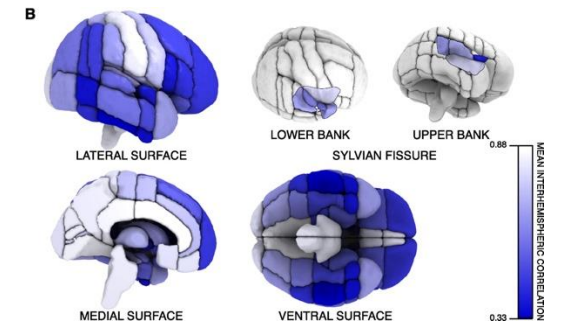 B
LOWER BANK
UPPER BANK
LATERAL SURFACE
SYLVIAN FISSURE
0.88
MEAN INTERHEMISPHERIC CORRELATION
0.33
MEDIAL SURFACE
VENTRAL SURFACE